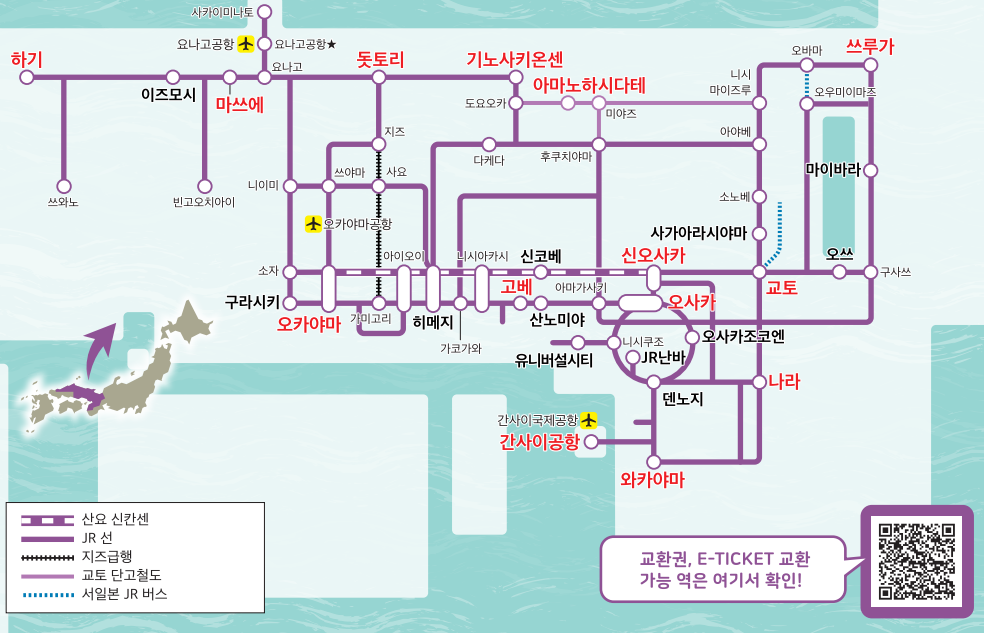 사카이미나토
요나고공항
요나고공항★
하기
요나고
돗토리
기노사키온센
오바마
쓰루가
이즈모시
마쓰에
아마노하시다테
니시
마이즈루
도요오카
미야즈
오우미이마즈
지즈
다케다
후쿠치야마
아야베
쓰와노
빈고오치아이
니이미
쓰야마
사요
마이바라
소노베
오카야마공항
사가아라시야마
아이오이
니시아카시
신코베
신오사카
오쓰
소자
구사쓰
고베
아마가사키
교토
구라시키
오카야마
가미고리
히메지
산노미야
오사카
가코가와
니시쿠조
오사카조코엔
유니버설시티
JR난바
나라
덴노지
간사이국제공항
간사이공항
와카야마
산요 신칸센
JR 선
지즈급행
교토 단고철도
서일본 JR 버스
교환권, E-TICKET 교환
가능 역은 여기서 확인!